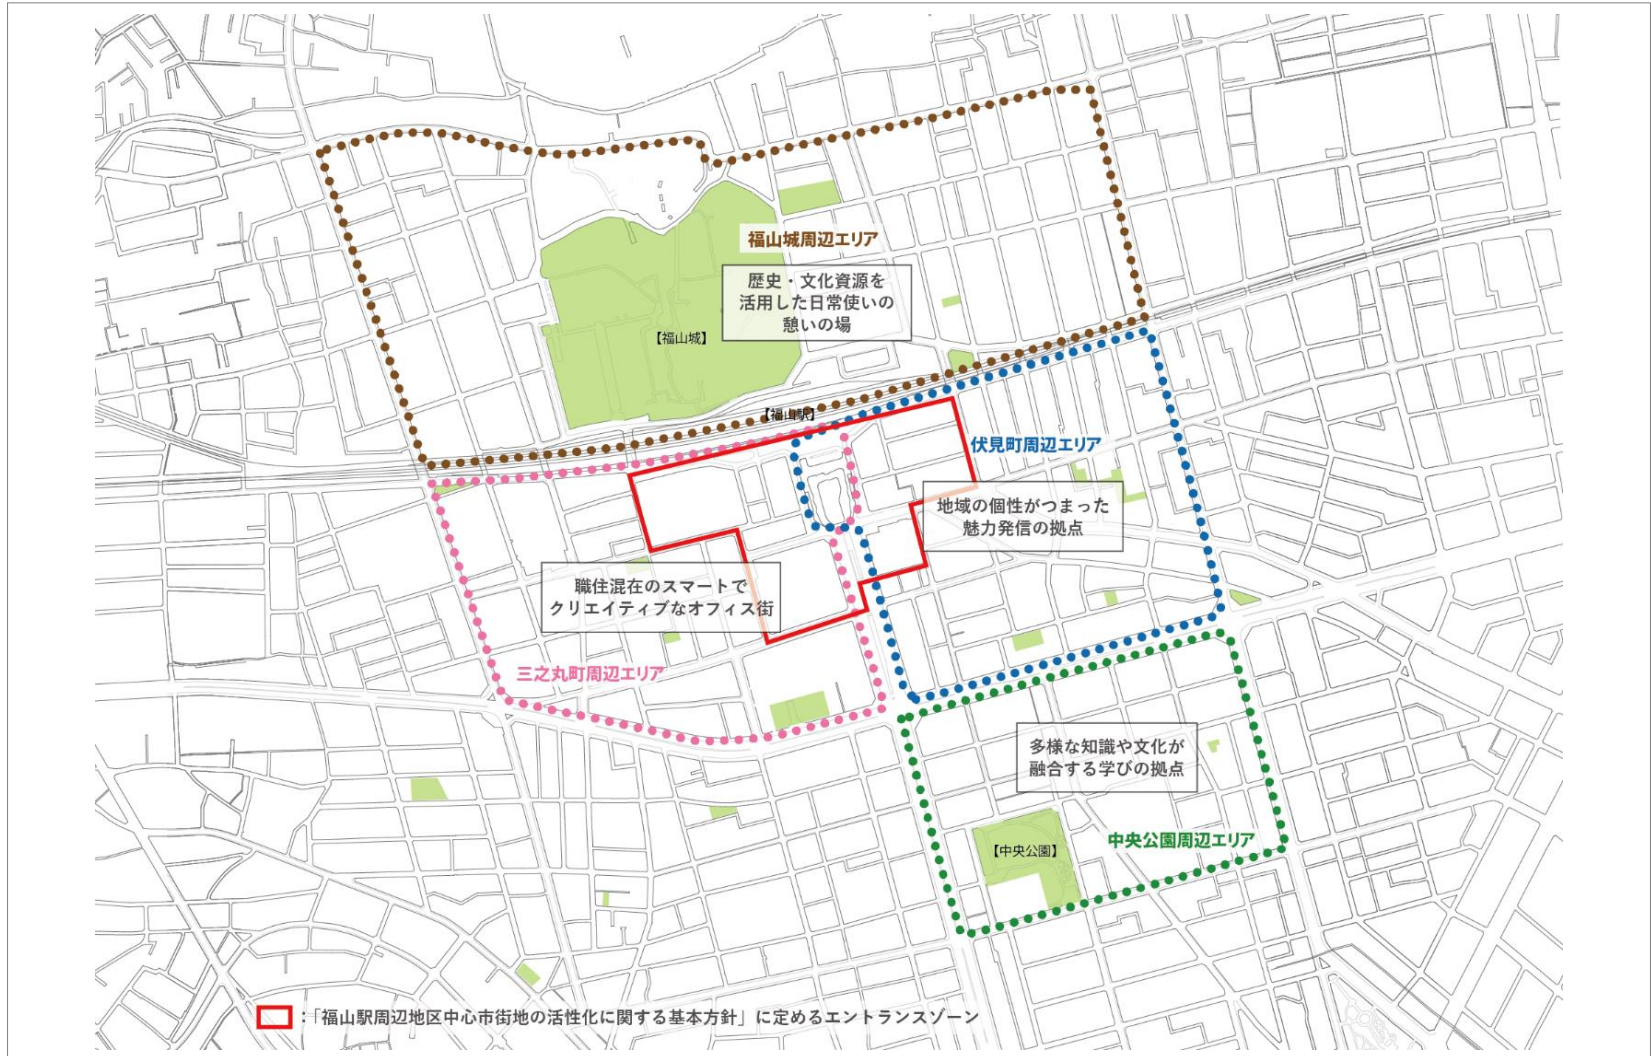 福山城周辺エリア
歴史・文化資源を
活用した日常使いの
憩いの場
【福山城】
【福山駅】
伏見町周辺エリア
地域の個性がつまった
魅力発信の拠点
職住混在のスマートで
クリエイティブなオフィス街
三之丸町周辺エリア
多様な知識や文化が
融合する学びの拠点
中央公園周辺エリア
【中央公園】
：「福山駅周辺地区中心市街地の活性化に関する基本方針」に定めるエントランスゾーン